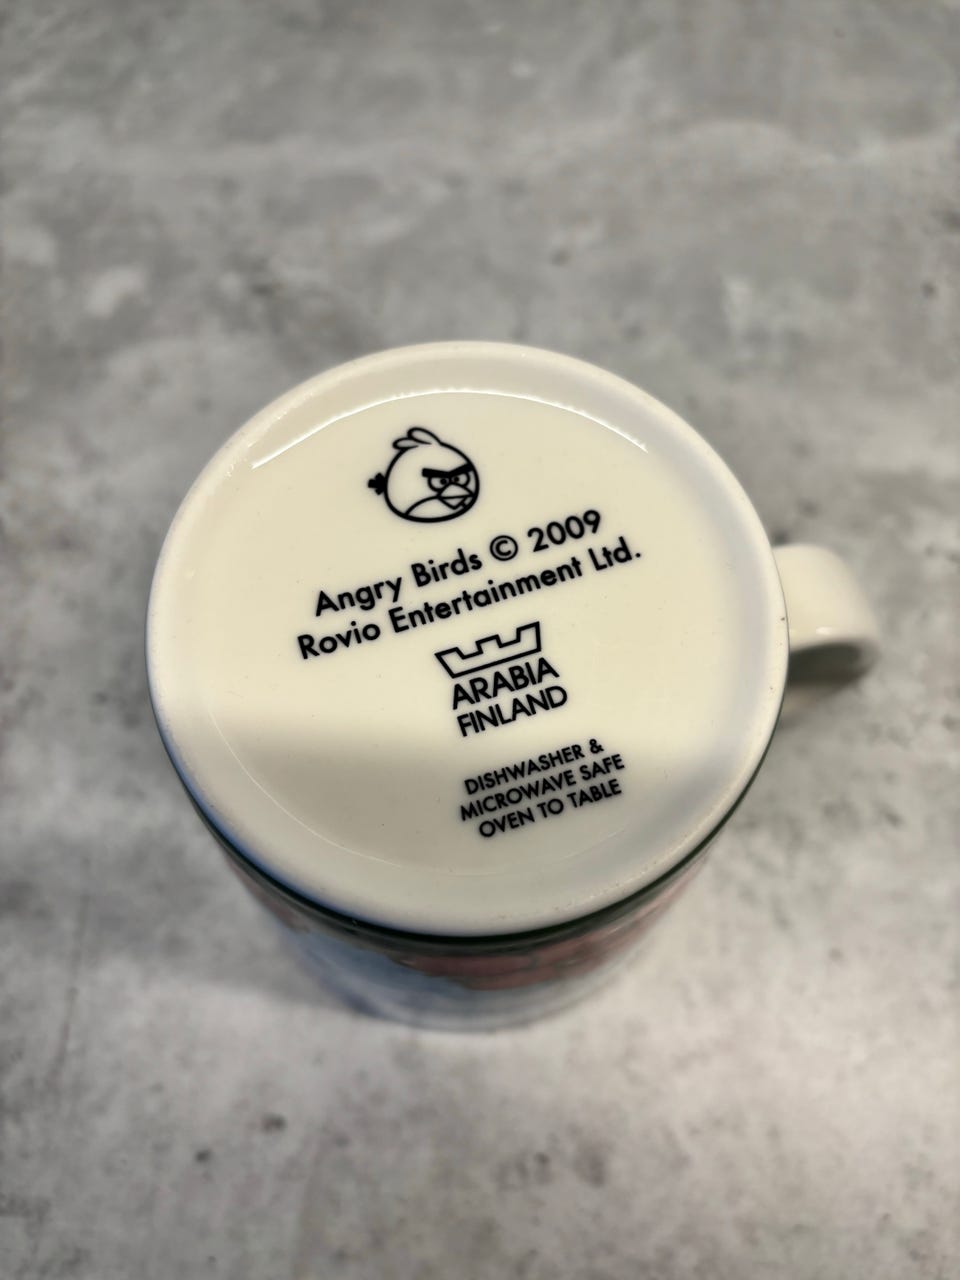 Angry Birds © 2009
Rovio Entertainment Ltd.
ARABIA
FINLAND
DISHWASHER &
MICROWAVE SAFE
OVEN TO TABLE